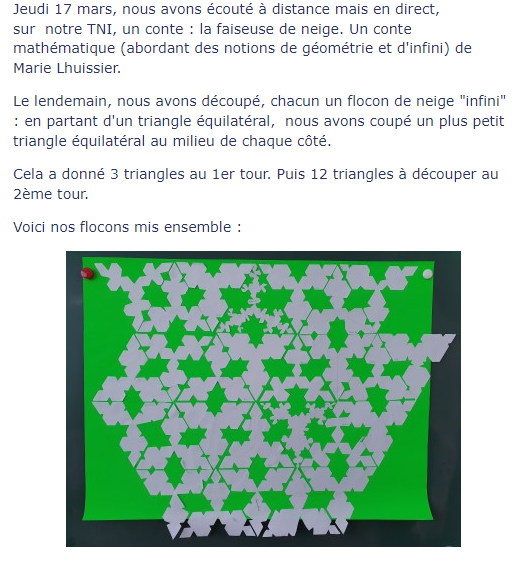 Jeudi 17 mars, nous avons écouté à distance mais en direct,
sur  notre TNI, un conte : la faiseuse de neige. Un conte
mathématique (abordant des notions de géométrie et d'infini) de
Marie Lhuissier.
Le lendemain, nous avons découpé, chacun un flocon de neige "infini"
: en partant d'un triangle équilatéral,  nous avons coupé un plus petit
triangle équilatéral au milieu de chaque côté.
Cela a donné 3 triangles au 1er tour. Puis 12 triangles à découper au
2ème tour.
Voici nos flocons mis ensemble :